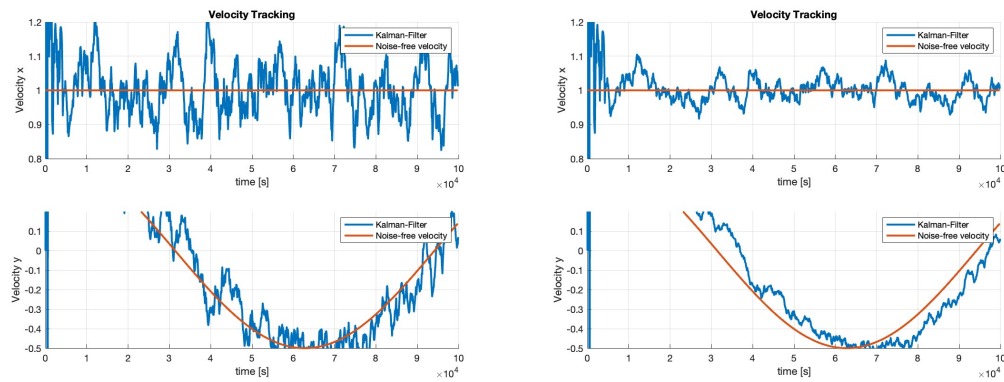 Velocity Tracking
Velocity x
1.2
1.1
1
0.9
0.8
Kalman-Filter
Noise-free velocity
0 1 2 3 4 5 6 7 8 9 10
time [s]
×10⁴
Velocity y
0.1
0
-0.1
-0.2
-0.3
-0.4
-0.5
Kalman-Filter
Noise-free velocity
0 1 2 3 4 5 6 7 8 9 10
time [s]
×10⁴
Velocity Tracking
Velocity x
1.2
1.1
1
0.9
0.8
Kalman-Filter
Noise-free velocity
0 1 2 3 4 5 6 7 8 9 10
time [s]
×10⁴
Velocity y
0.1
0
-0.1
-0.2
-0.3
-0.4
-0.5
Kalman-Filter
Noise-free velocity
0 1 2 3 4 5 6 7 8 9 10
time [s]
×10⁴